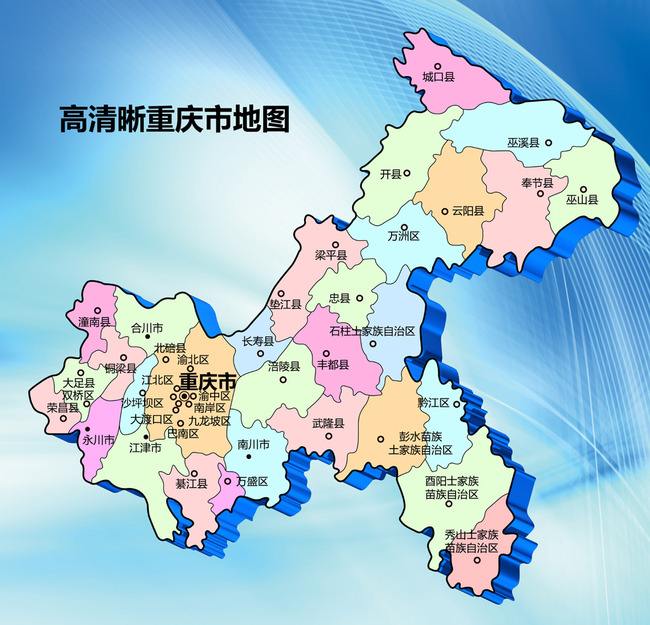 高清晰重庆市地图
城口县
巫溪县
开县
奉节县
巫山县
云阳县
万洲区
梁平县
忠县
垫江县
石柱土家族自治区
潼南县
合川市
长寿县
北碚县
渝北区
铜梁县
涪陵县
丰都县
大足县
双桥区
江北区
重庆市
荣昌县
沙坪坝区
渝中区
南岸区
黔江区
大渡口区
九龙坡区
巴南区
武隆县
永川市
江津市
南川市
彭水苗族
土家族自治区
綦江县
万盛区
酉阳士家族
苗族自治区
秀山士家族
苗族自治区